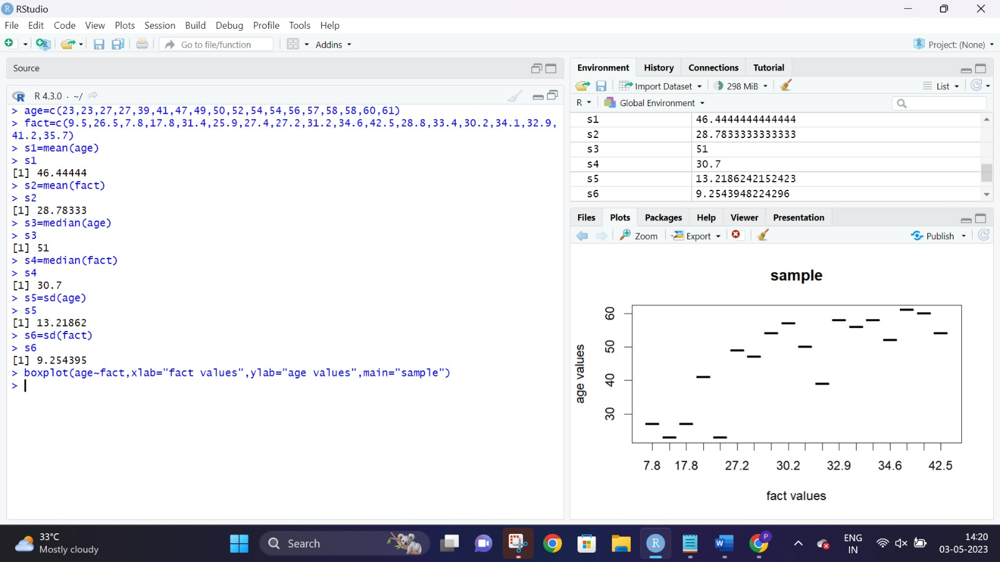 RStudio
File Edit Code View Plots Session Build Debug Profile Tools Help
Go to file/function Addins Project: (None)
Source
R 4.3.0 . ~/
> age=c(23,23,27,27,39,41,47,49,50,52,54,54,56,57,58,58,60,61)
> fact=c(9.5,26.5,7.8,17.8,31.4,25.9,27.4,27.2,31.2,34.6,42.5,28.8,33.4,30.2,34.1,32.9,
41.2,35.7)
> s1=mean(age)
> s1
[1] 46.44444
> s2=mean(fact)
> s2
[1] 28.78333
> s3=median(age)
> s3
[1] 51
> s4=median(fact)
> s4
[1] 30.7
> s5=sd(age)
> s5
[1] 13.21862
> s6=sd(fact)
> s6
[1] 9.254395
> boxplot(age~fact,xlab="fact values",ylab="age values",main="sample")
>
Environment History Connections Tutorial
Import Dataset 298 MiB List
R Global Environment
s1 46.4444444444444
s2 28.7833333333333
s3 51
s4 30.7
s5 13.2186242152423
s6 9.2543948224296
Files Plots Packages Help Viewer Presentation
Zoom Export Publish
sample
age values
60
50
40
30
7.8 17.8 27.2 30.2 32.9 34.6 42.5
fact values
33°C
Mostly cloudy
Search
ENG
IN
14:20
03-05-2023